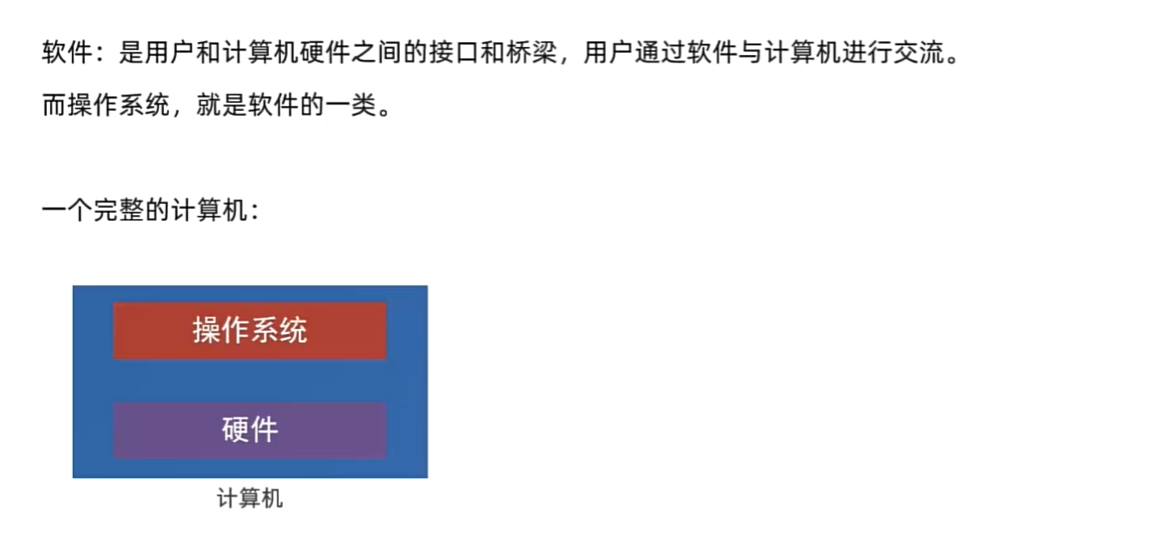 软件：是用户和计算机硬件之间的接口和桥梁，用户通过软件与计算机进行交流。
而操作系统，就是软件的一类。
一个完整的计算机：
操作系统
硬件
计算机